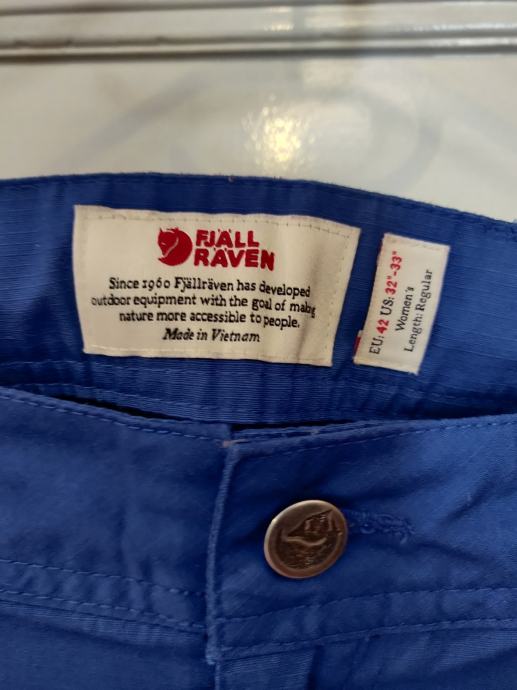 FJÄLL
RÄVEN
Since 1960 Fjällräven has developed
outdoor equipment with the goal of making
nature more accessible to people.
Made in Vietnam
EU: 42 US: 32"-33"
Women's
Length: Regular